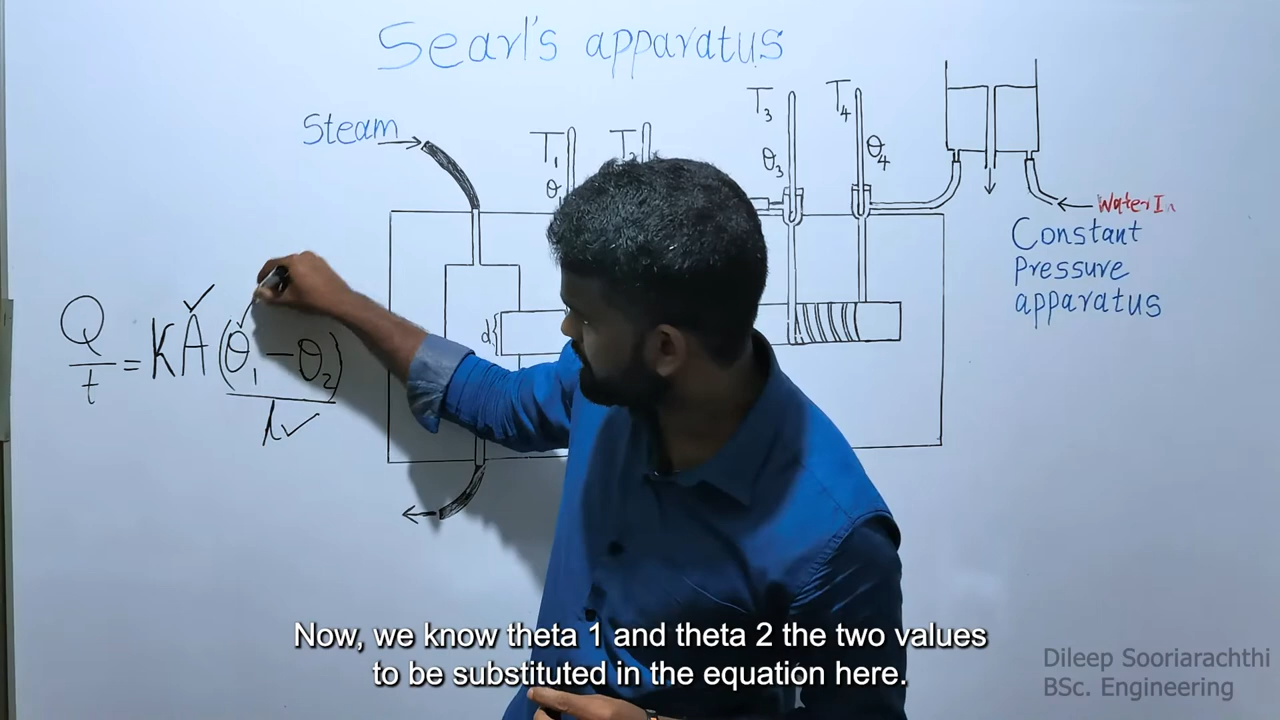 Searl's apparatus
Steam
T1
T2
T3
T4
θ
θ3
θ4
Water In
Constant
Pressure
apparatus
d
Q/t = KA(θ1 − θ2)/l
Now, we know theta 1 and theta 2 the two values
to be substituted in the equation here.
Dileep Sooriarachthi
BSc. Engineering